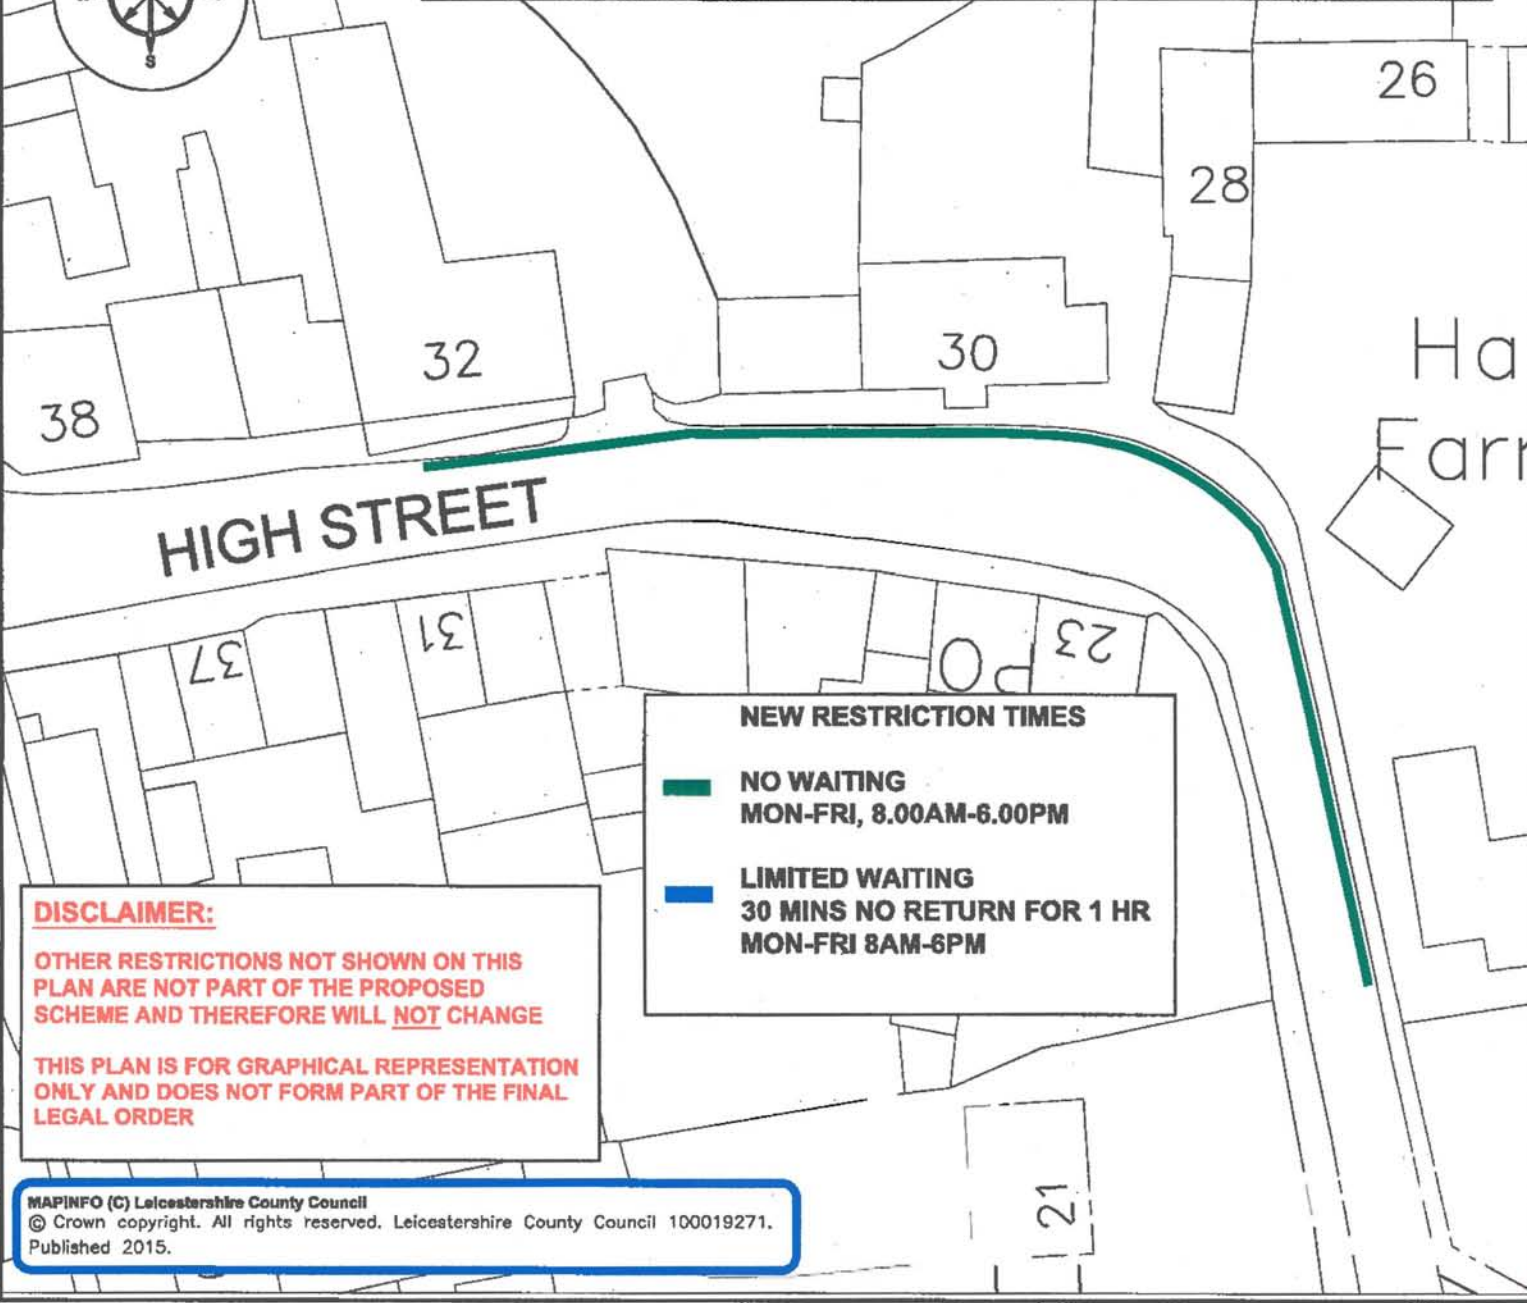 S
26
28
32
30
38
Ha
Farr
HIGH STREET
37
31
PO
23
NEW RESTRICTION TIMES
NO WAITING
MON-FRI, 8.00AM-6.00PM
LIMITED WAITING
30 MINS NO RETURN FOR 1 HR
MON-FRI 8AM-6PM
DISCLAIMER:
OTHER RESTRICTIONS NOT SHOWN ON THIS
PLAN ARE NOT PART OF THE PROPOSED
SCHEME AND THEREFORE WILL NOT CHANGE
THIS PLAN IS FOR GRAPHICAL REPRESENTATION
ONLY AND DOES NOT FORM PART OF THE FINAL
LEGAL ORDER
21
MAPINFO (C) Leicestershire County Council
© Crown copyright. All rights reserved. Leicestershire County Council 100019271.
Published 2015.